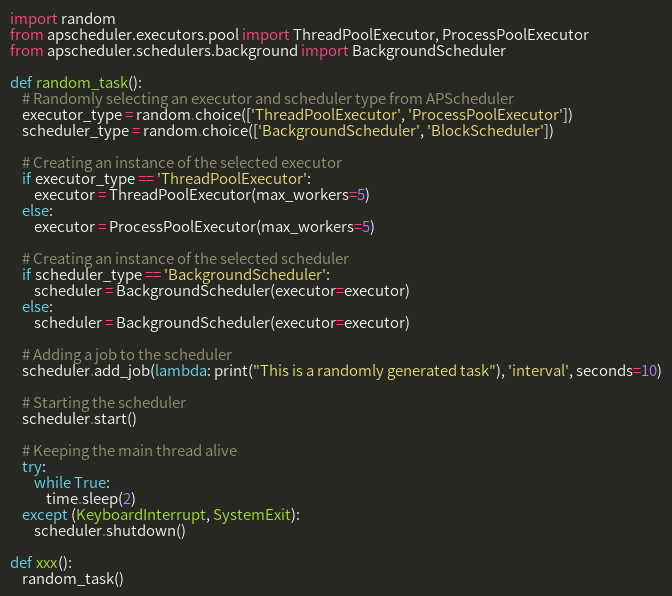 import random
from apscheduler.executors.pool import ThreadPoolExecutor, ProcessPoolExecutor
from apscheduler.schedulers.background import BackgroundScheduler

def random_task():
    # Randomly selecting an executor and scheduler type from APScheduler
    executor_type = random.choice(['ThreadPoolExecutor', 'ProcessPoolExecutor'])
    scheduler_type = random.choice(['BackgroundScheduler', 'BlockScheduler'])

    # Creating an instance of the selected executor
    if executor_type == 'ThreadPoolExecutor':
        executor = ThreadPoolExecutor(max_workers=5)
    else:
        executor = ProcessPoolExecutor(max_workers=5)

    # Creating an instance of the selected scheduler
    if scheduler_type == 'BackgroundScheduler':
        scheduler = BackgroundScheduler(executor=executor)
    else:
        scheduler = BackgroundScheduler(executor=executor)

    # Adding a job to the scheduler
    scheduler.add_job(lambda: print("This is a randomly generated task"), 'interval', seconds=10)

    # Starting the scheduler
    scheduler.start()

    # Keeping the main thread alive
    try:
        while True:
            time.sleep(2)
    except (KeyboardInterrupt, SystemExit):
        scheduler.shutdown()

def xxx():
    random_task()